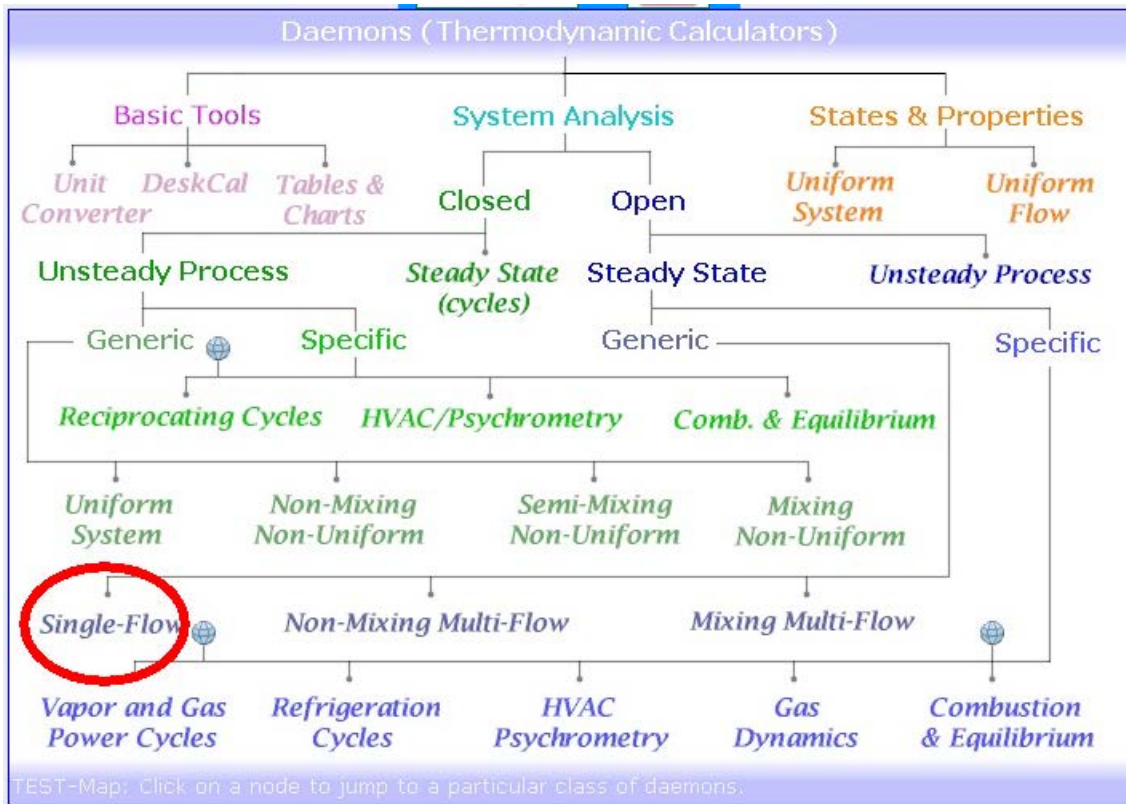 Daemons (Thermodynamic Calculators)
Basic Tools
System Analysis
States & Properties
Unit
Converter
DeskCal
Tables &
Charts
Closed
Open
Uniform
System
Uniform
Flow
Unsteady Process
Steady State
(cycles)
Steady State
Unsteady Process
Generic
Specific
Generic
Specific
Reciprocating Cycles
HVAC/Psychrometry
Comb. & Equilibrium
Uniform
System
Non-Mixing
Non-Uniform
Semi-Mixing
Non-Uniform
Mixing
Non-Uniform
Single-Flow
Non-Mixing Multi-Flow
Mixing Multi-Flow
Vapor and Gas
Power Cycles
Refrigeration
Cycles
HVAC
Psychrometry
Gas
Dynamics
Combustion
& Equilibrium
TEST-Map: Click on a node to jump to a particular class of daemons.